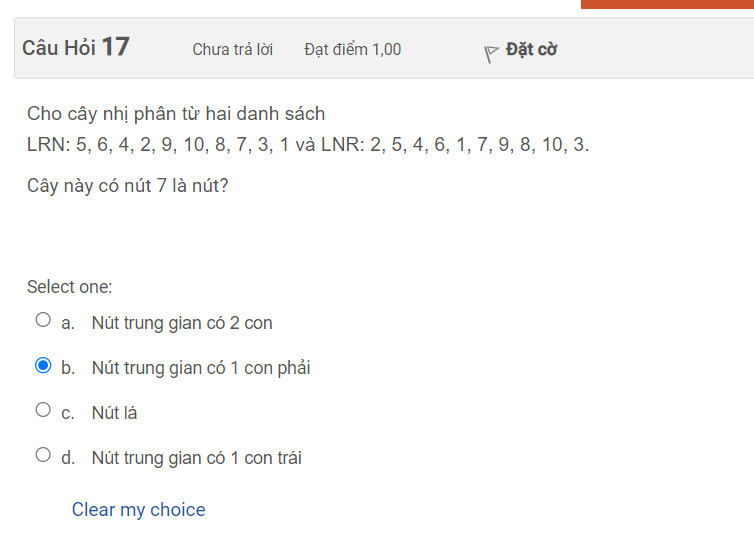 Câu Hỏi 17 Chưa trả lời Đạt điểm 1,00 Đặt cờ
Cho cây nhị phân từ hai danh sách
LRN: 5, 6, 4, 2, 9, 10, 8, 7, 3, 1 và LNR: 2, 5, 4, 6, 1, 7, 9, 8, 10, 3.
Cây này có nút 7 là nút?
Select one:
a. Nút trung gian có 2 con
b. Nút trung gian có 1 con phải
c. Nút lá
d. Nút trung gian có 1 con trái
Clear my choice